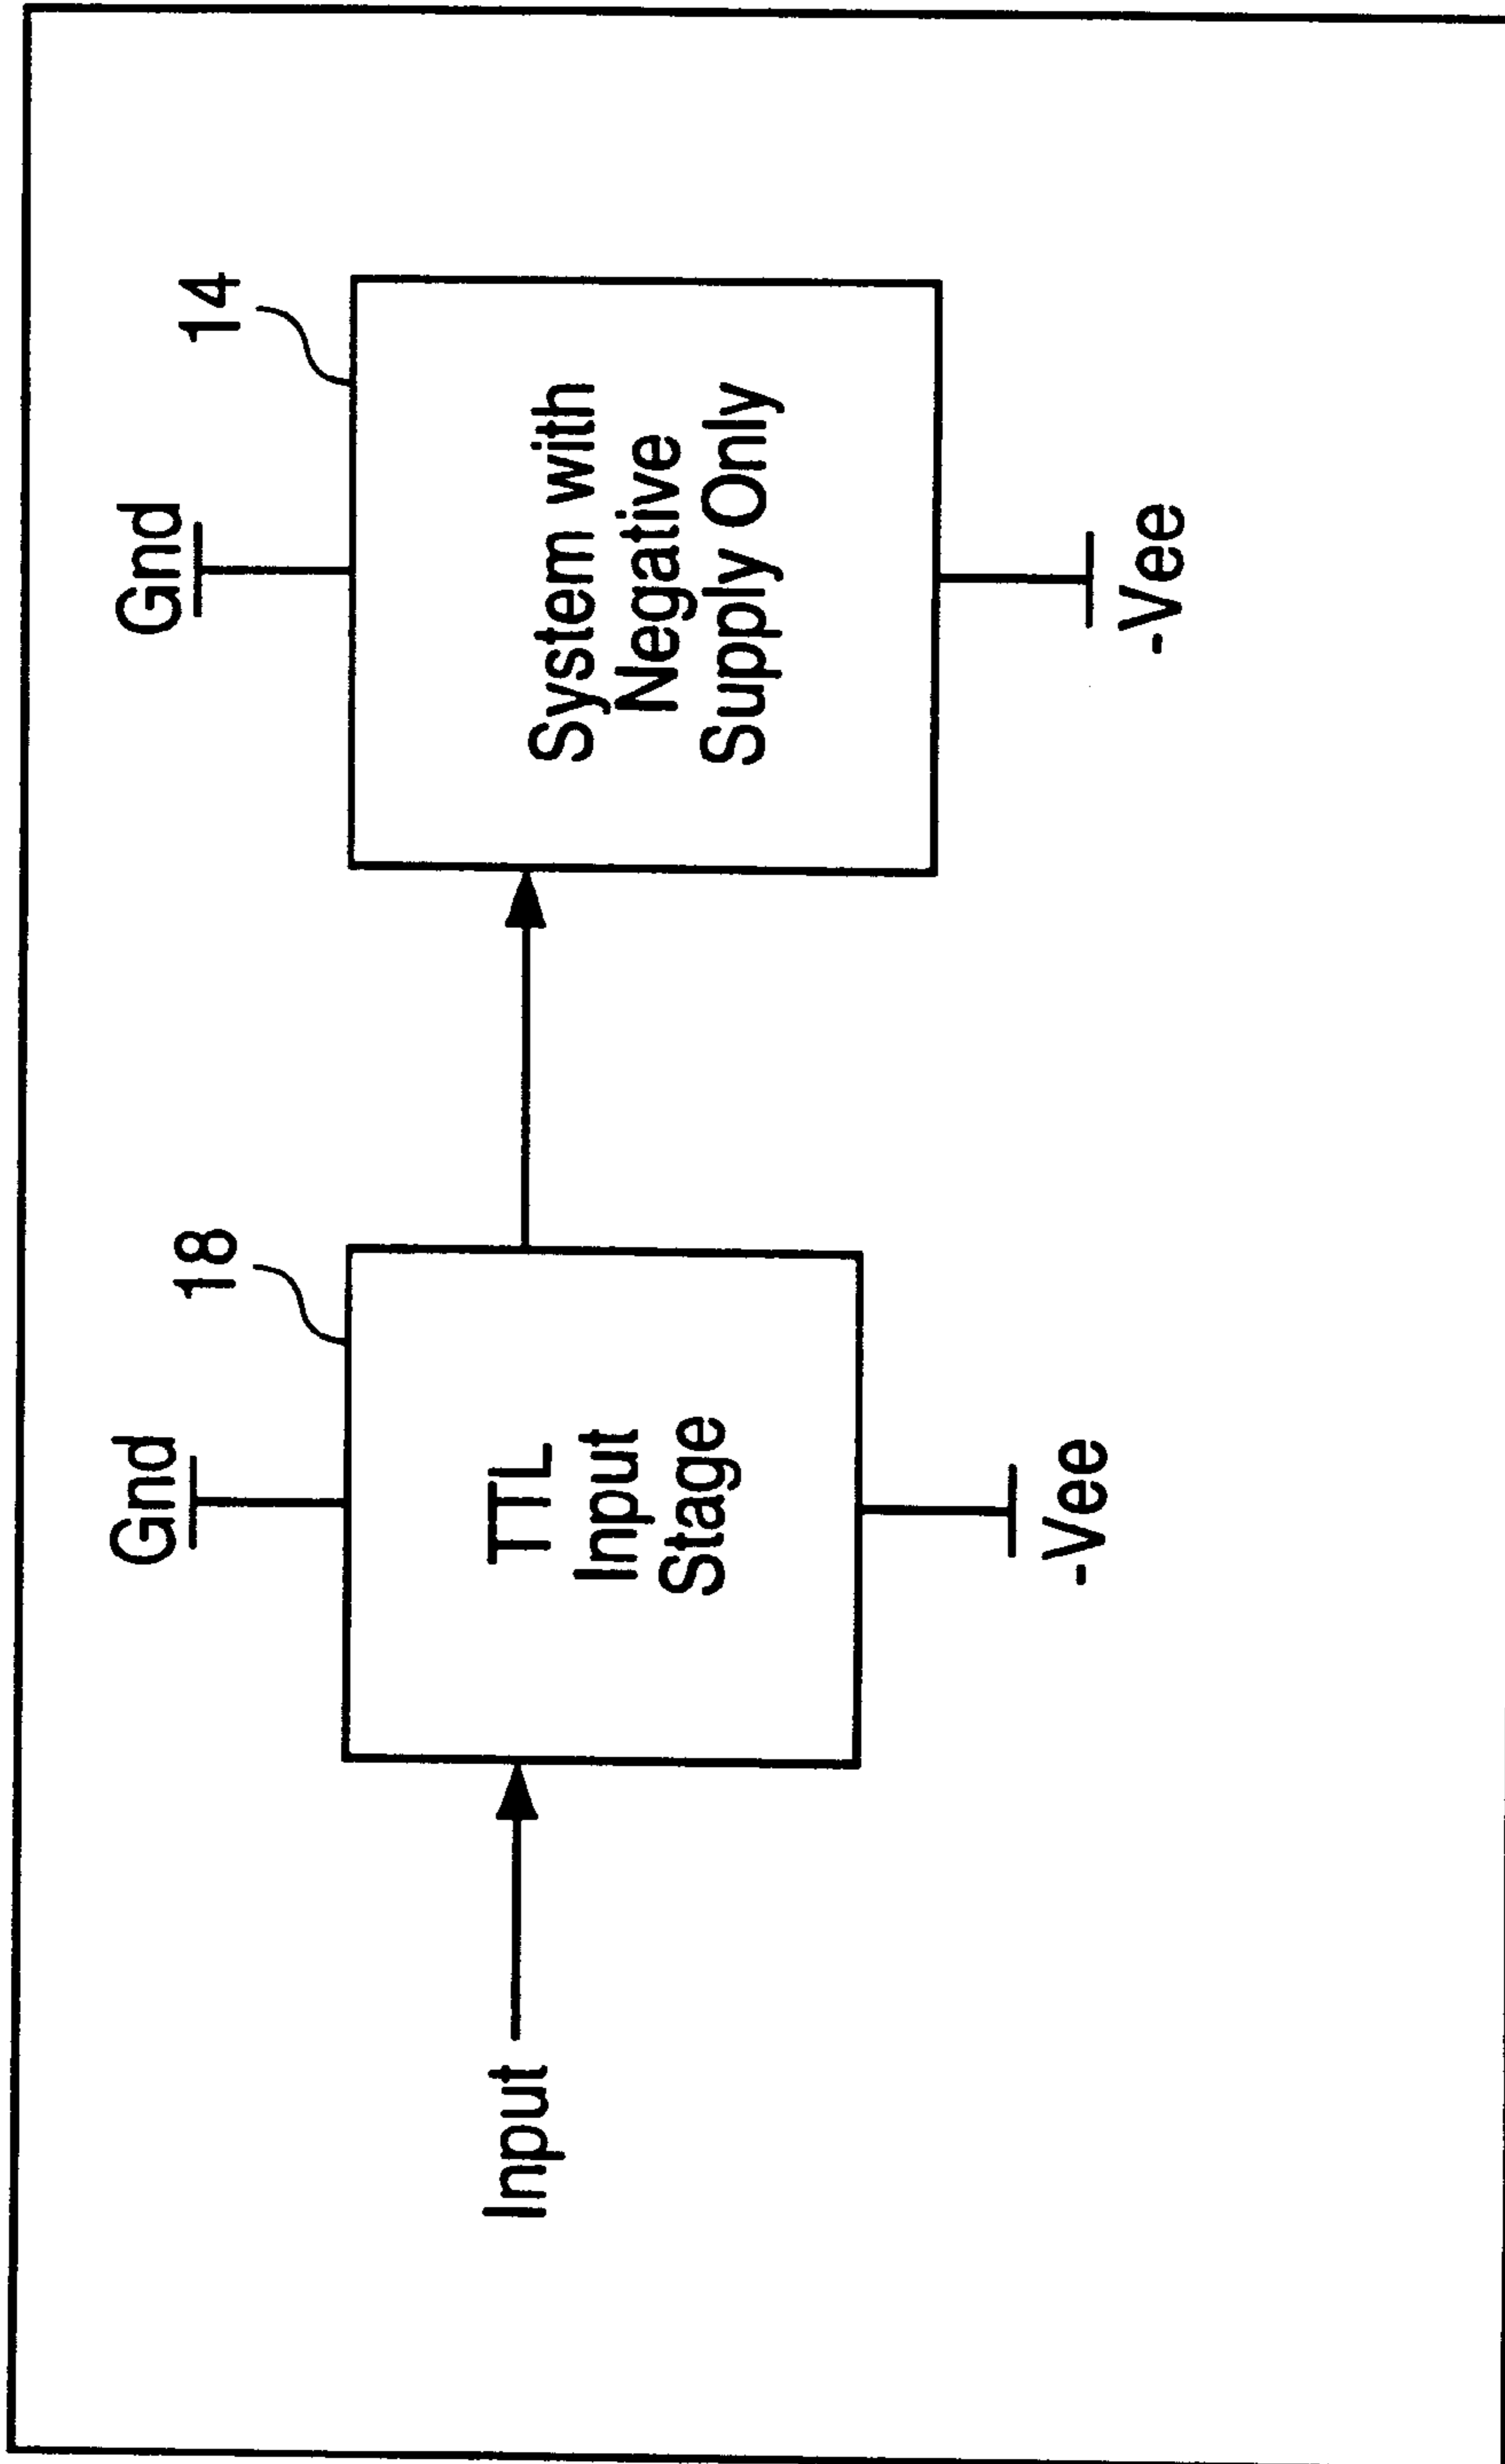 Gnd
18
TTL
Input
Stage
-Vee
Input
Gnd
14
System with
Negative
Supply Only
-Vee